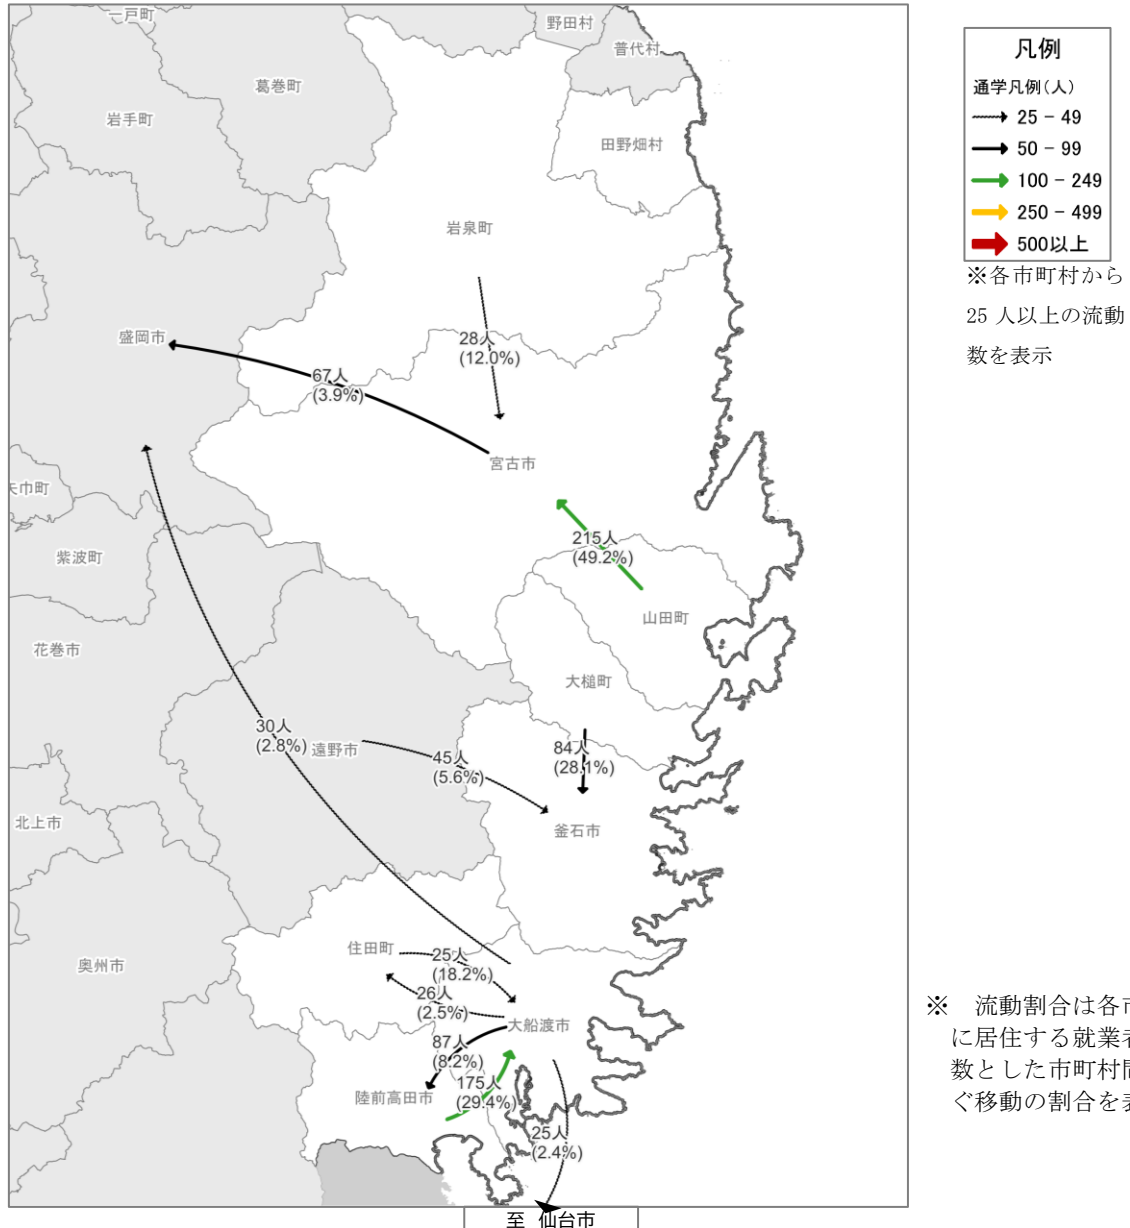 一戸町
野田村
普代村
葛巻町
岩手町
田野畑村
岩泉町
盛岡市
28人
(12.0%)
67人
(3.9%)
宮古市
矢巾町
215人
(49.2%)
紫波町
山田町
花巻市
大槌町
30人
(2.8%)
遠野市
45人
(5.6%)
84人
(28.1%)
北上市
釜石市
住田町
25人
(18.2%)
奥州市
26人
(2.5%)
大船渡市
87人
(8.2%)
175人
(29.4%)
陸前高田市
25人
(2.4%)
至 仙台市
凡例
通学凡例(人)
25 - 49
50 - 99
100 - 249
250 - 499
500以上
※各市町村から
25 人以上の流動
数を表示
※ 流動割合は各市
に居住する就業者
数とした市町村間
ぐ移動の割合を表